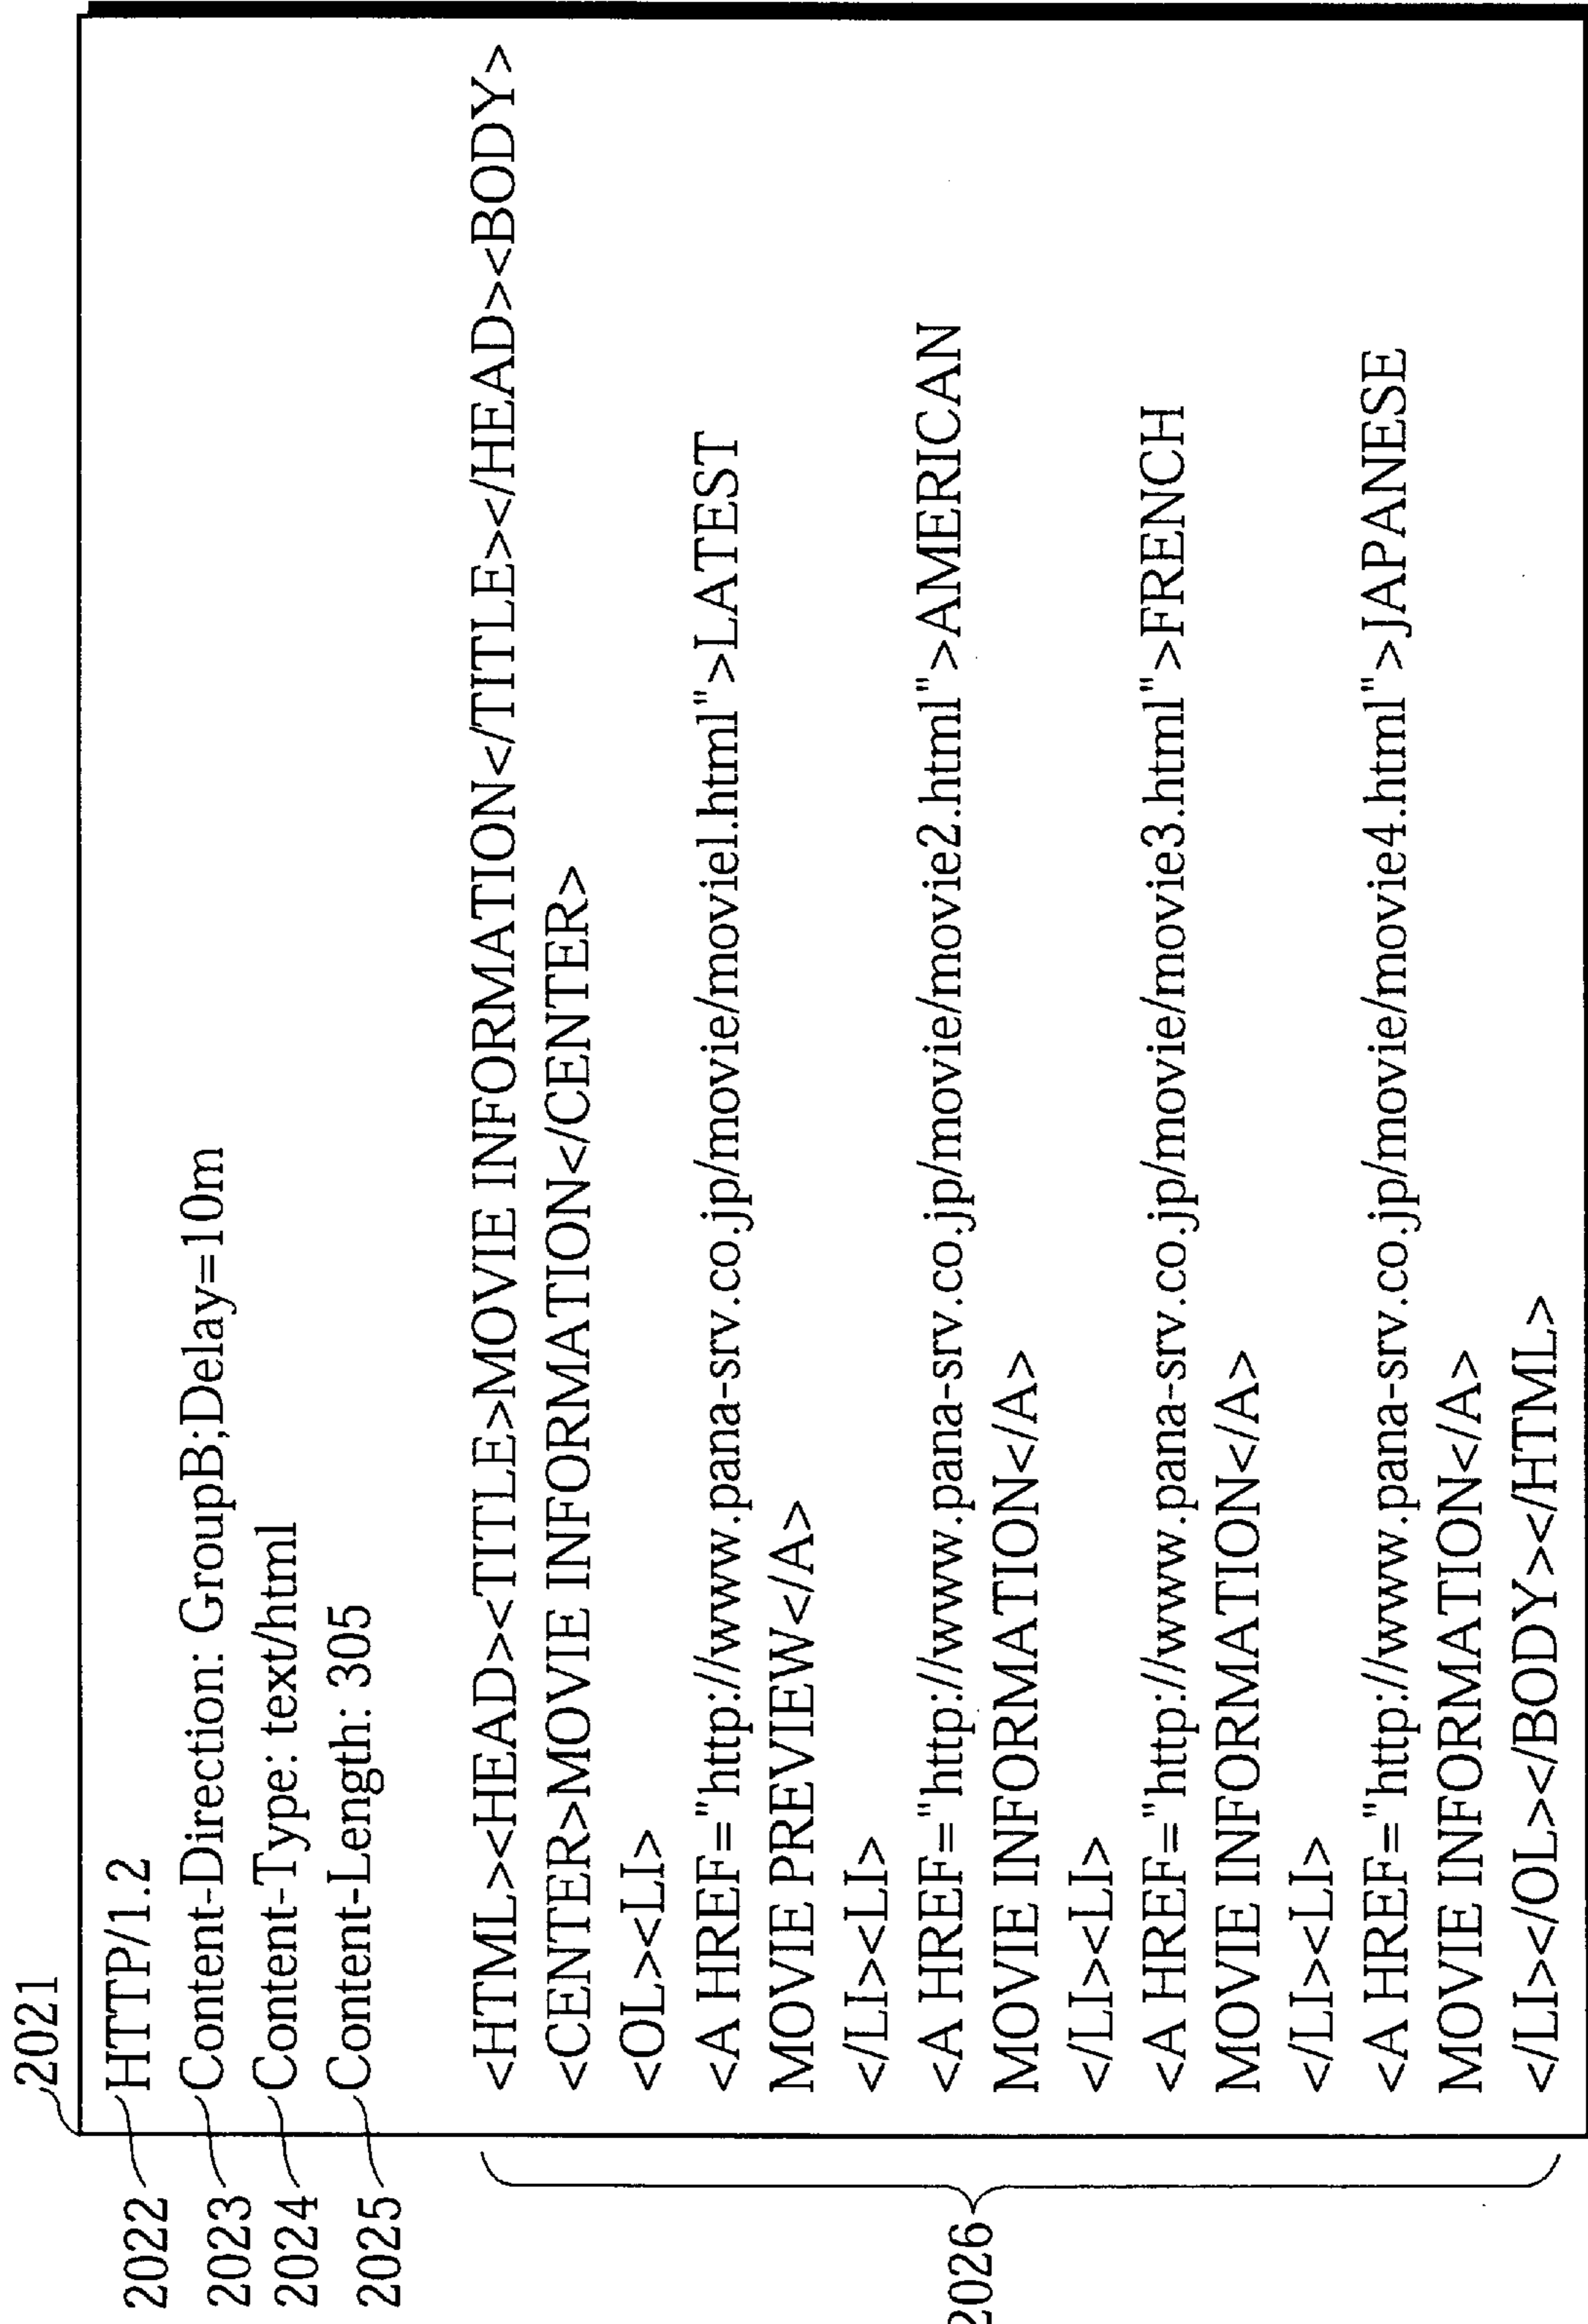 2021
2022 HTTP/1.2
2023 Content-Direction: GroupB;Delay=10m
2024 Content-Type: text/html
2025 Content-Length: 305
2026
<HTML><HEAD><TITLE>MOVIE INFORMATION</TITLE></HEAD><BODY>
<CENTER>MOVIE INFORMATION</CENTER>
<OL><LI>
<A HREF="http://www.pana-srv.co.jp/movie/movie1.html">LATEST
MOVIE PREVIEW</A>
</LI><LI>
<A HREF="http://www.pana-srv.co.jp/movie/movie2.html">AMERICAN
MOVIE INFORMATION</A>
</LI><LI>
<A HREF="http://www.pana-srv.co.jp/movie/movie3.html">FRENCH
MOVIE INFORMATION</A>
</LI><LI>
<A HREF="http://www.pana-srv.co.jp/movie/movie4.html">JAPANESE
MOVIE INFORMATION</A>
</LI></OL></BODY></HTML>